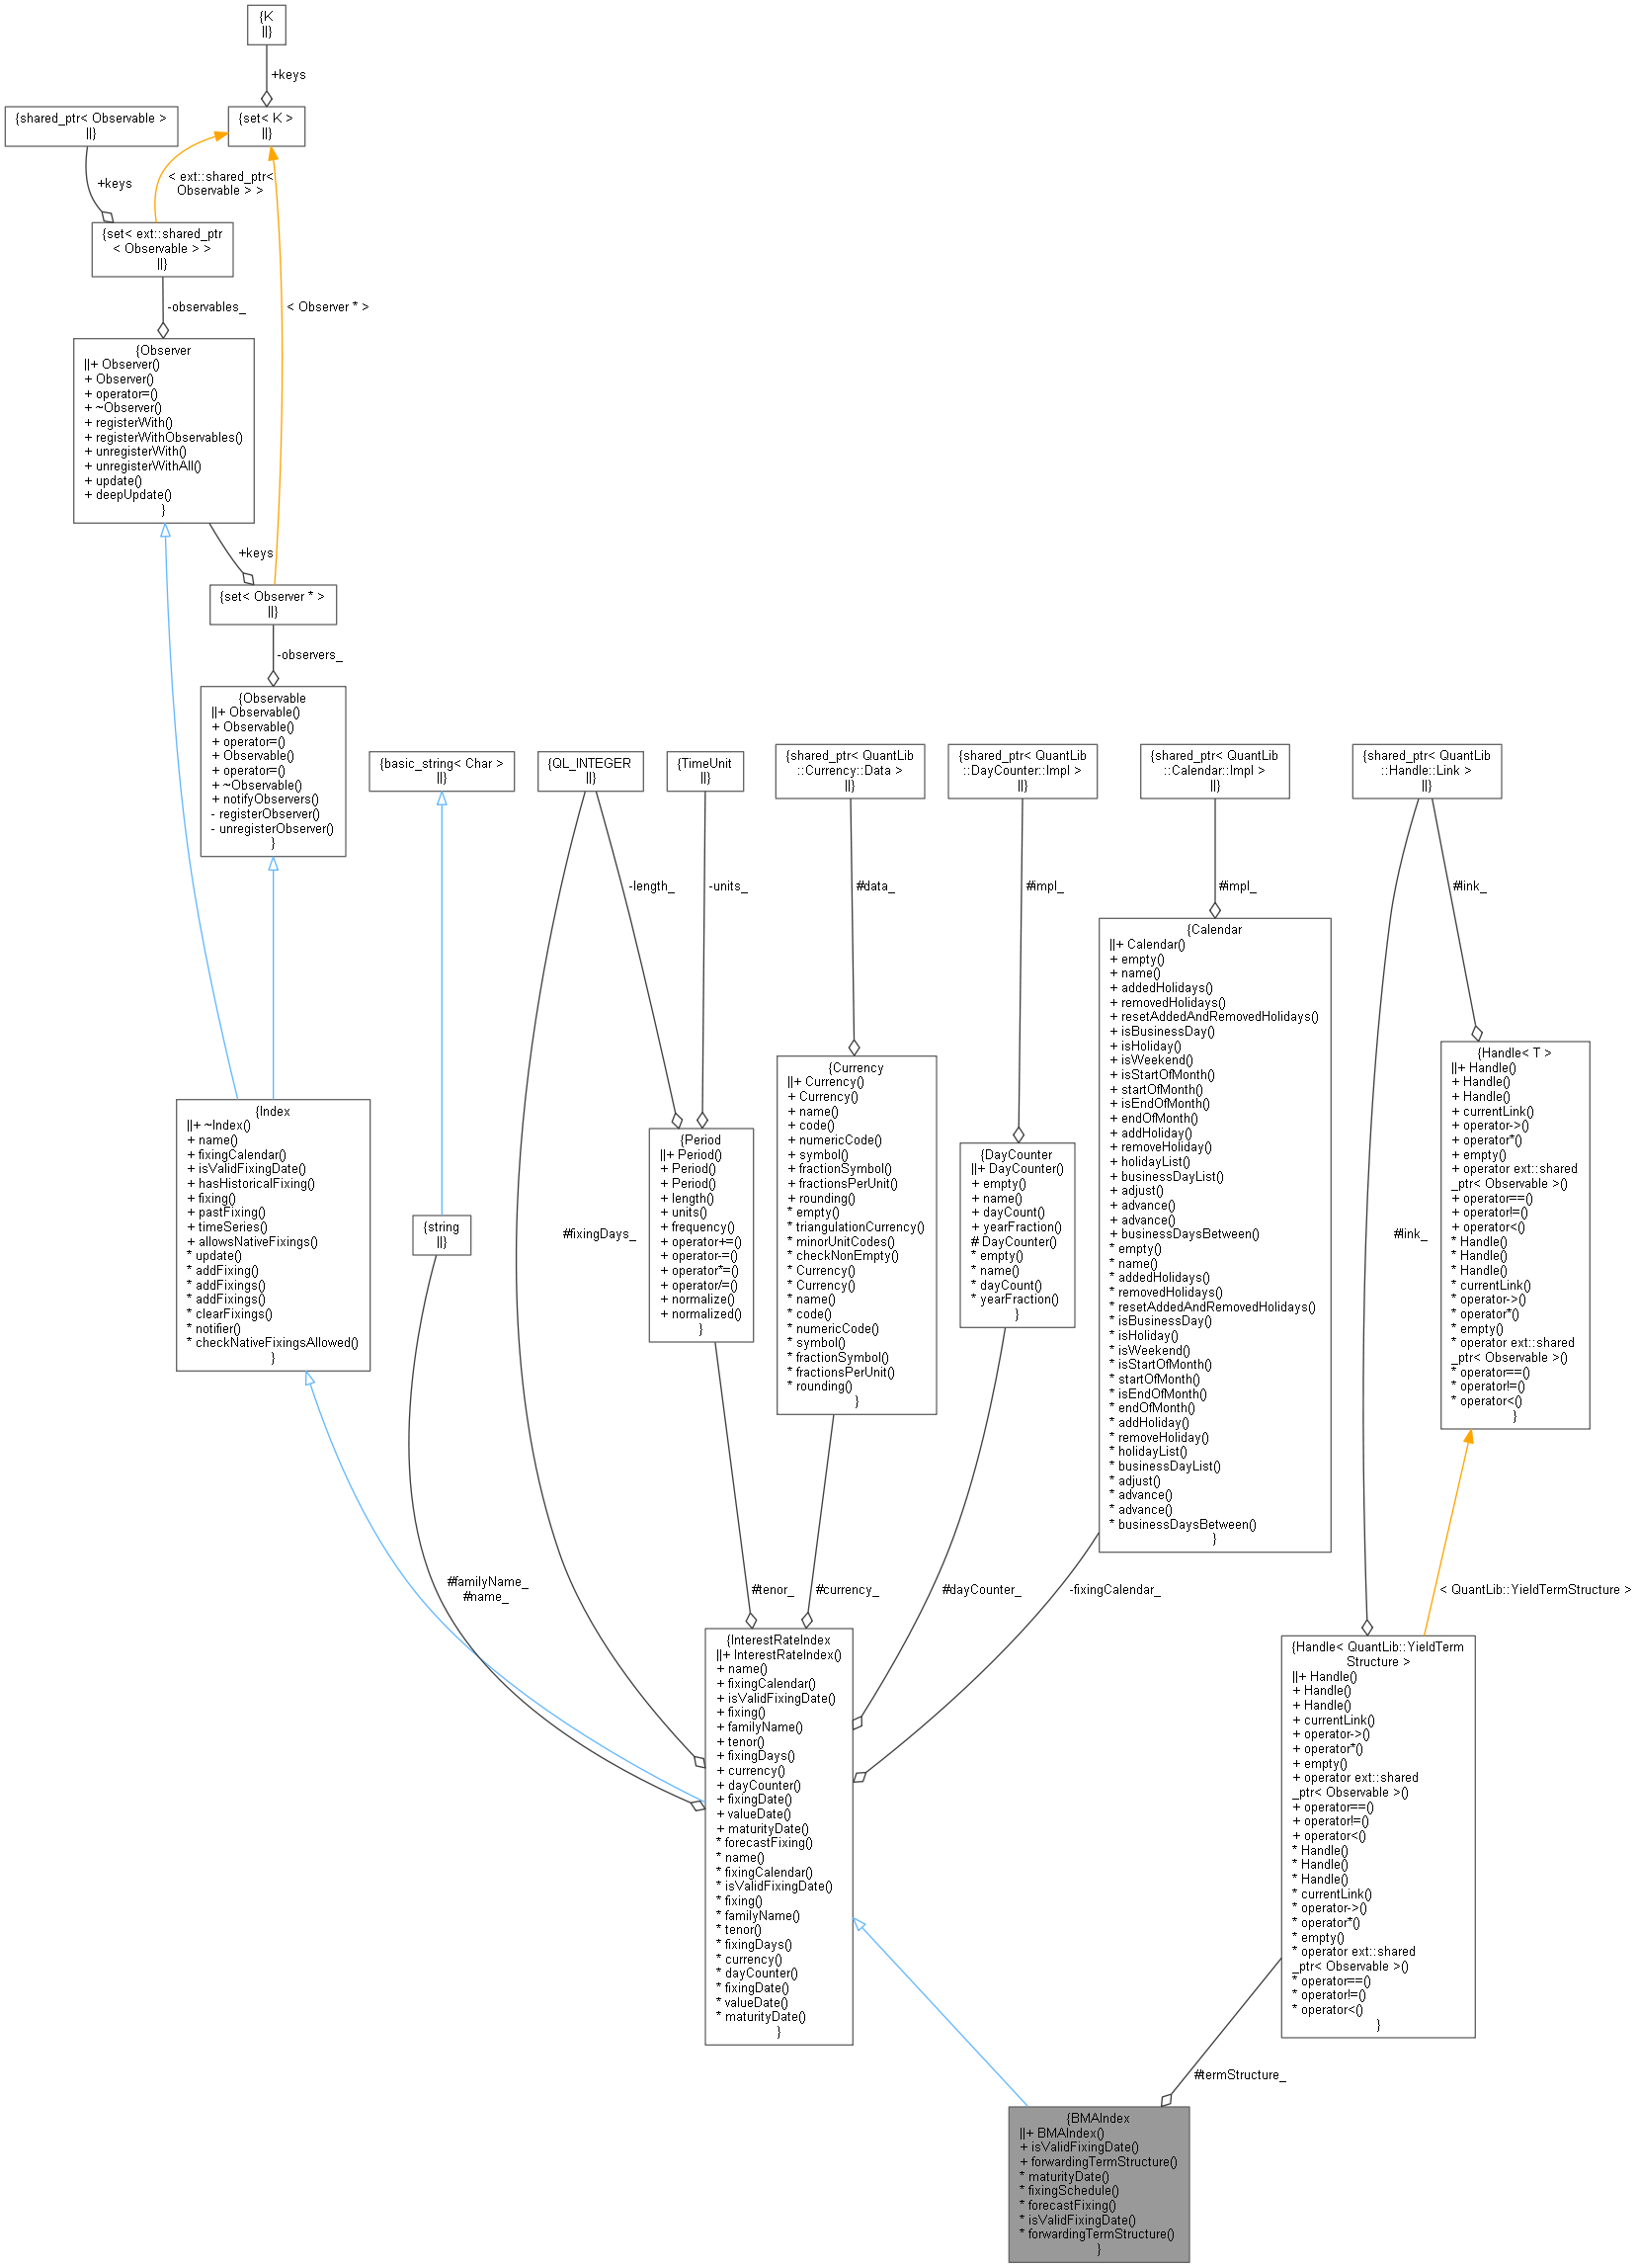 {K
||}
+keys
{shared_ptr< Observable >
||}
{set< K >
||}
+keys
< ext::shared_ptr<
Observable > >
{set< ext::shared_ptr
< Observable > >
||}
-observables_
< Observer * >
{Observer
||+ Observer()
+ Observer()
+ operator=()
+ ~Observer()
+ registerWith()
+ registerWithObservables()
+ unregisterWith()
+ unregisterWithAll()
+ update()
+ deepUpdate()
}
+keys
{set< Observer * >
||}
-observers_
{Observable
||+ Observable()
+ Observable()
+ operator=()
+ Observable()
+ operator=()
+ ~Observable()
+ notifyObservers()
- registerObserver()
- unregisterObserver()
}
{basic_string< Char >
||}
{QL_INTEGER
||}
{TimeUnit
||}
{shared_ptr< QuantLib
::Currency::Data >
||}
{shared_ptr< QuantLib
::DayCounter::Impl >
||}
{shared_ptr< QuantLib
::Calendar::Impl >
||}
{shared_ptr< QuantLib
::Handle::Link >
||}
-length_
-units_
#data_
#impl_
#impl_
#link_
{Index
||+ ~Index()
+ name()
+ fixingCalendar()
+ isValidFixingDate()
+ hasHistoricalFixing()
+ fixing()
+ pastFixing()
+ timeSeries()
+ allowsNativeFixings()
* update()
* addFixing()
* addFixings()
* addFixings()
* clearFixings()
* notifier()
* checkNativeFixingsAllowed()
}
{string
||}
#fixingDays_
{Period
||+ Period()
+ Period()
+ Period()
+ length()
+ units()
+ frequency()
+ operator+=()
+ operator-=()
+ operator*=()
+ operator/=()
+ normalize()
+ normalized()
}
{Currency
||+ Currency()
+ Currency()
+ name()
+ code()
+ numericCode()
+ symbol()
+ fractionSymbol()
+ fractionsPerUnit()
+ rounding()
* empty()
* triangulationCurrency()
* minorUnitCodes()
* checkNonEmpty()
* Currency()
* Currency()
* name()
* code()
* numericCode()
* symbol()
* fractionSymbol()
* fractionsPerUnit()
* rounding()
}
{DayCounter
||+ DayCounter()
+ empty()
+ name()
+ dayCount()
+ yearFraction()
# DayCounter()
* empty()
* name()
* dayCount()
* yearFraction()
}
{Calendar
||+ Calendar()
+ empty()
+ name()
+ addedHolidays()
+ removedHolidays()
+ resetAddedAndRemovedHolidays()
+ isBusinessDay()
+ isHoliday()
+ isWeekend()
+ isStartOfMonth()
+ startOfMonth()
+ isEndOfMonth()
+ endOfMonth()
+ addHoliday()
+ removeHoliday()
+ holidayList()
+ businessDayList()
+ adjust()
+ advance()
+ advance()
+ businessDaysBetween()
* empty()
* name()
* addedHolidays()
* removedHolidays()
* resetAddedAndRemovedHolidays()
* isBusinessDay()
* isHoliday()
* isWeekend()
* isStartOfMonth()
* startOfMonth()
* isEndOfMonth()
* endOfMonth()
* addHoliday()
* removeHoliday()
* holidayList()
* businessDayList()
* adjust()
* advance()
* advance()
* businessDaysBetween()
}
#link_
{Handle< T >
||+ Handle()
+ Handle()
+ Handle()
+ currentLink()
+ operator->()
+ operator*()
+ empty()
+ operator ext::shared
_ptr< Observable >()
+ operator==()
+ operator!=()
+ operator<()
* Handle()
* Handle()
* Handle()
* currentLink()
* operator->()
* operator*()
* empty()
* operator ext::shared
_ptr< Observable >()
* operator==()
* operator!=()
* operator<()
}
#familyName_
#name_
#tenor_
#currency_
#dayCounter_
-fixingCalendar_
< QuantLib::YieldTermStructure >
{InterestRateIndex
||+ InterestRateIndex()
+ name()
+ fixingCalendar()
+ isValidFixingDate()
+ fixing()
+ familyName()
+ tenor()
+ fixingDays()
+ currency()
+ dayCounter()
+ fixingDate()
+ valueDate()
+ maturityDate()
* forecastFixing()
* name()
* fixingCalendar()
* isValidFixingDate()
* fixing()
* familyName()
* tenor()
* fixingDays()
* currency()
* dayCounter()
* fixingDate()
* valueDate()
* maturityDate()
}
{Handle< QuantLib::YieldTerm
Structure >
||+ Handle()
+ Handle()
+ Handle()
+ currentLink()
+ operator->()
+ operator*()
+ empty()
+ operator ext::shared
_ptr< Observable >()
+ operator==()
+ operator!=()
+ operator<()
* Handle()
* Handle()
* Handle()
* currentLink()
* operator->()
* operator*()
* empty()
* operator ext::shared
_ptr< Observable >()
* operator==()
* operator!=()
* operator<()
}
#termStructure_
{BMAIndex
||+ BMAIndex()
+ isValidFixingDate()
+ forwardingTermStructure()
* maturityDate()
* fixingSchedule()
* forecastFixing()
* isValidFixingDate()
* forwardingTermStructure()
}